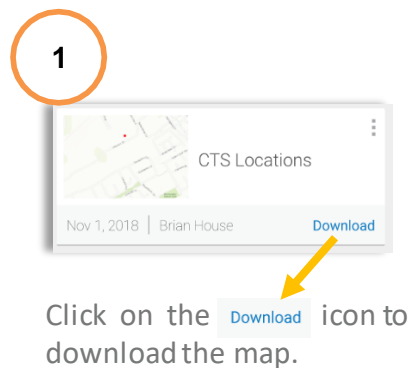 1
CTS Locations
Nov 1, 2018 | Brian House Download
Click on the Download icon to
download the map.